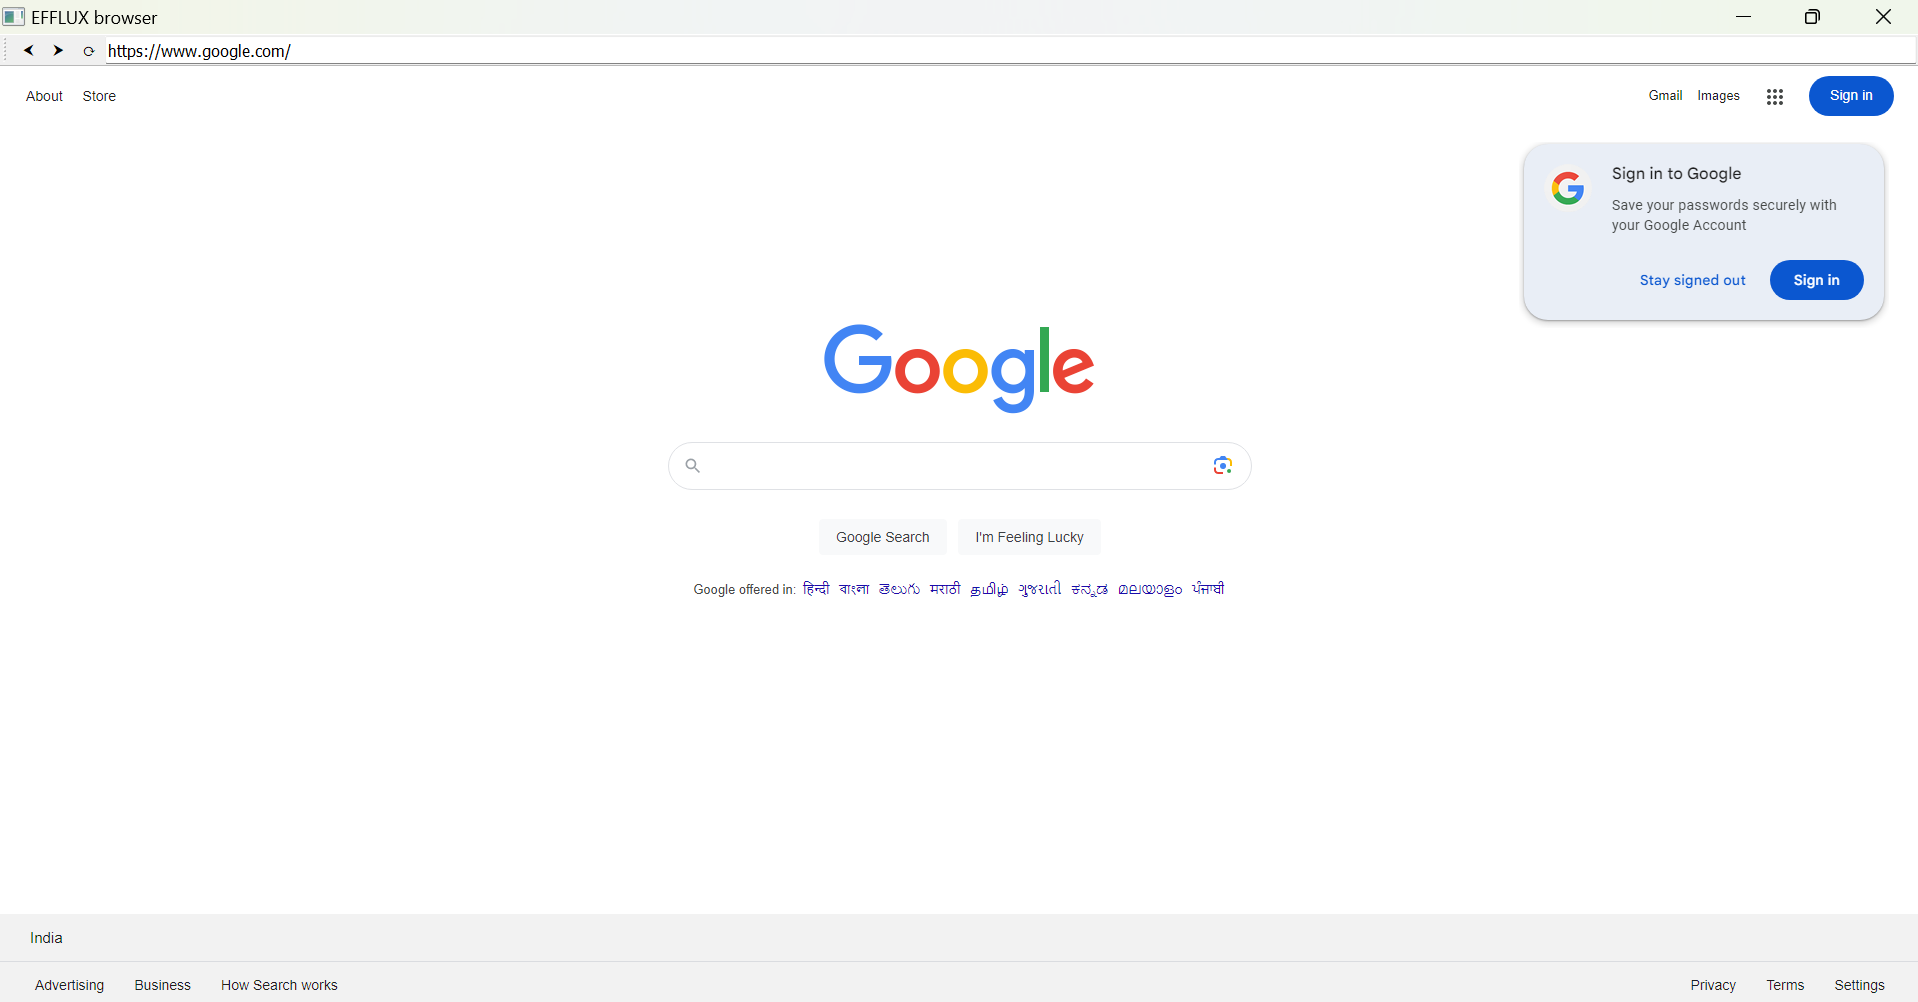 EFFLUX browser
https://www.google.com/
About Store Gmail Images Sign in
Sign in to Google
Save your passwords securely with
your Google Account
Stay signed out Sign in
Google
Google Search I'm Feeling Lucky
Google offered in: हिन्दी বাংলা తెలుగు मराठी தமிழ் ગુજરાતી ಕನ್ನಡ മലയാളം ਪੰਜਾਬੀ
India
Advertising Business How Search works Privacy Terms Settings